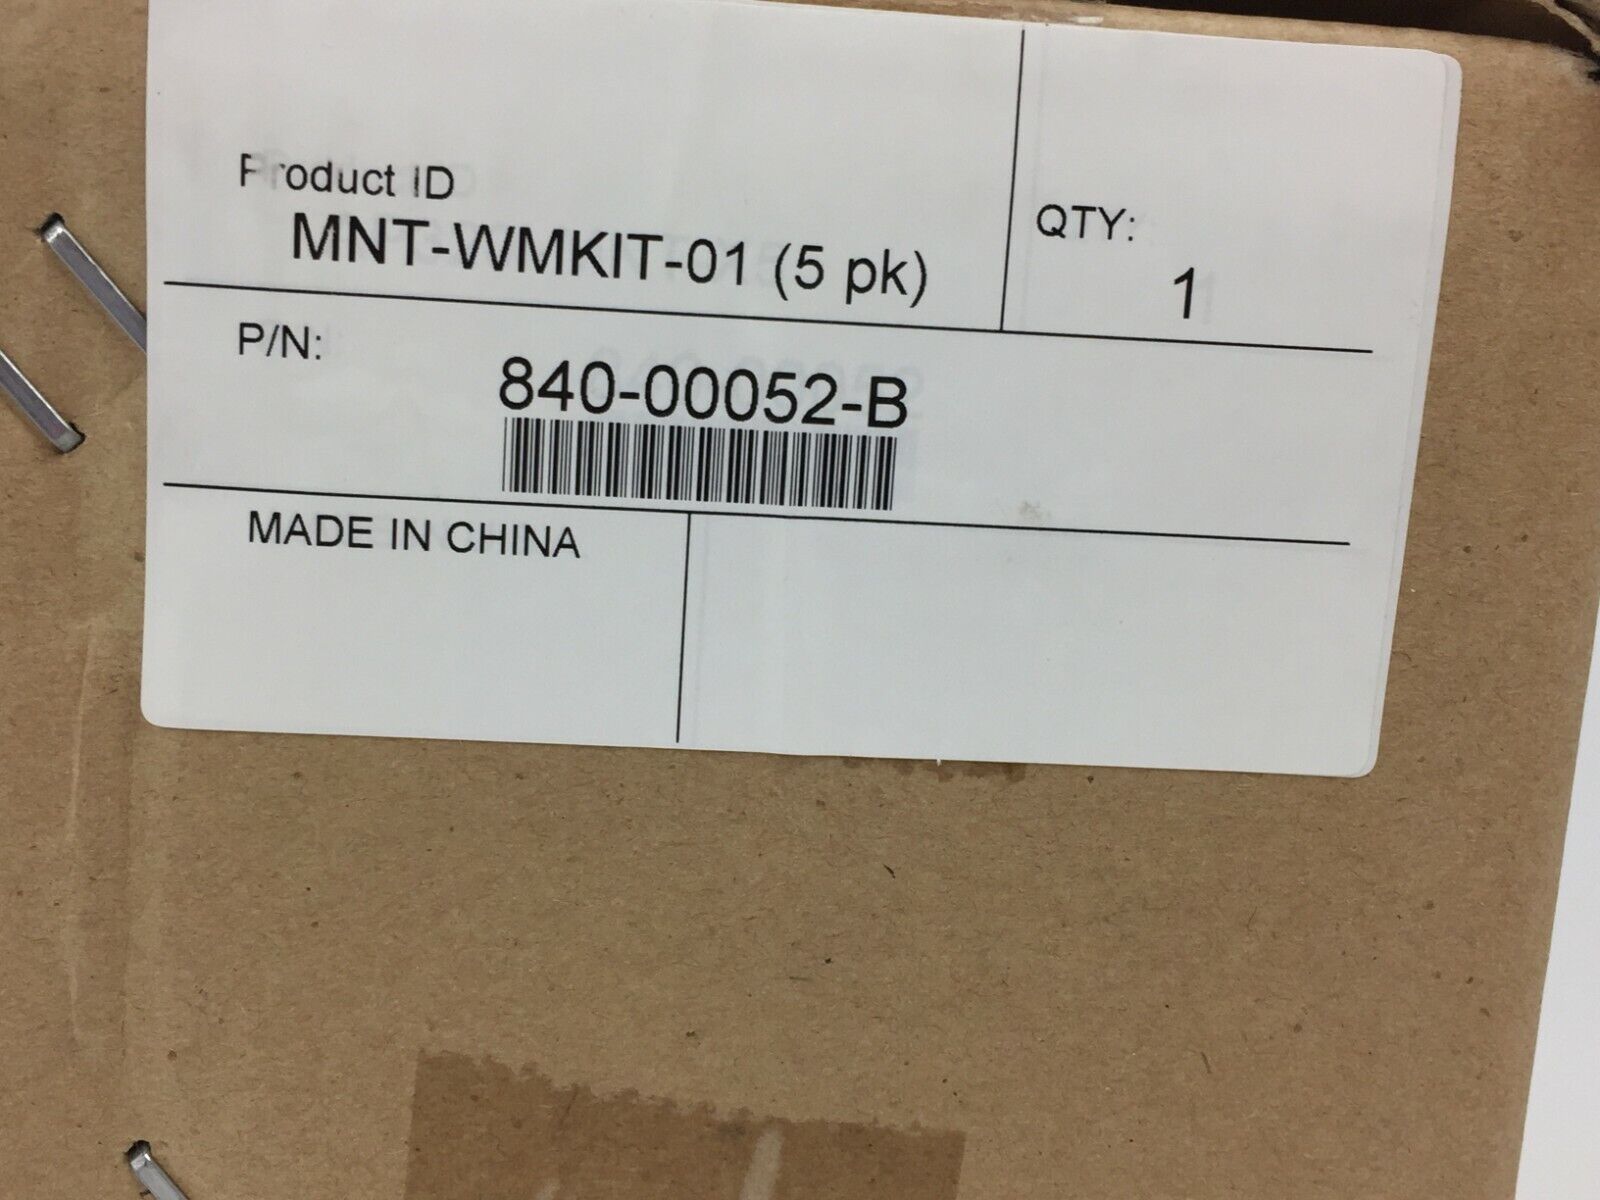 Product ID
MNT-WMKIT-01 (5 pk)
QTY:
1
P/N:
840-00052-B
MADE IN CHINA